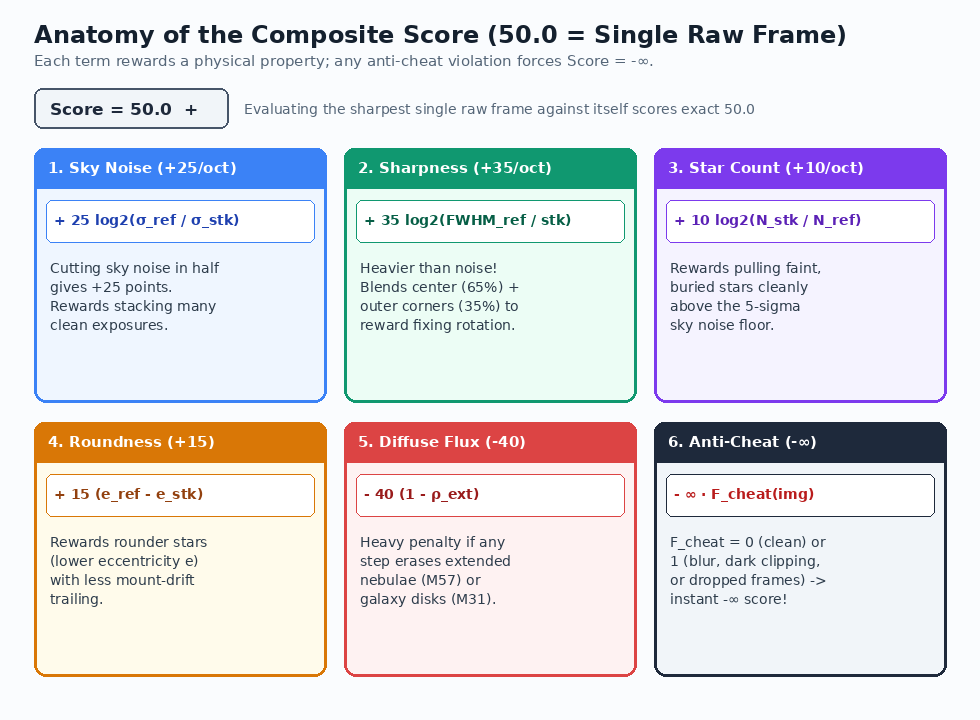 Anatomy of the Composite Score (50.0 = Single Raw Frame)
Each term rewards a physical property; any anti-cheat violation forces Score = -∞.
Score = 50.0 +
Evaluating the sharpest single raw frame against itself scores exact 50.0
1. Sky Noise (+25/oct)
+ 25 log2(σ_ref / σ_stk)
Cutting sky noise in half
gives +25 points.
Rewards stacking many
clean exposures.
2. Sharpness (+35/oct)
+ 35 log2(FWHM_ref / stk)
Heavier than noise!
Blends center (65%) +
outer corners (35%) to
reward fixing rotation.
3. Star Count (+10/oct)
+ 10 log2(N_stk / N_ref)
Rewards pulling faint,
buried stars cleanly
above the 5-sigma
sky noise floor.
4. Roundness (+15)
+ 15 (e_ref - e_stk)
Rewards rounder stars
(lower eccentricity e)
with less mount-drift
trailing.
5. Diffuse Flux (-40)
- 40 (1 - ρ_ext)
Heavy penalty if any
step erases extended
nebulae (M57) or
galaxy disks (M31).
6. Anti-Cheat (-∞)
- ∞ · F_cheat(img)
F_cheat = 0 (clean) or
1 (blur, dark clipping,
or dropped frames) ->
instant -∞ score!